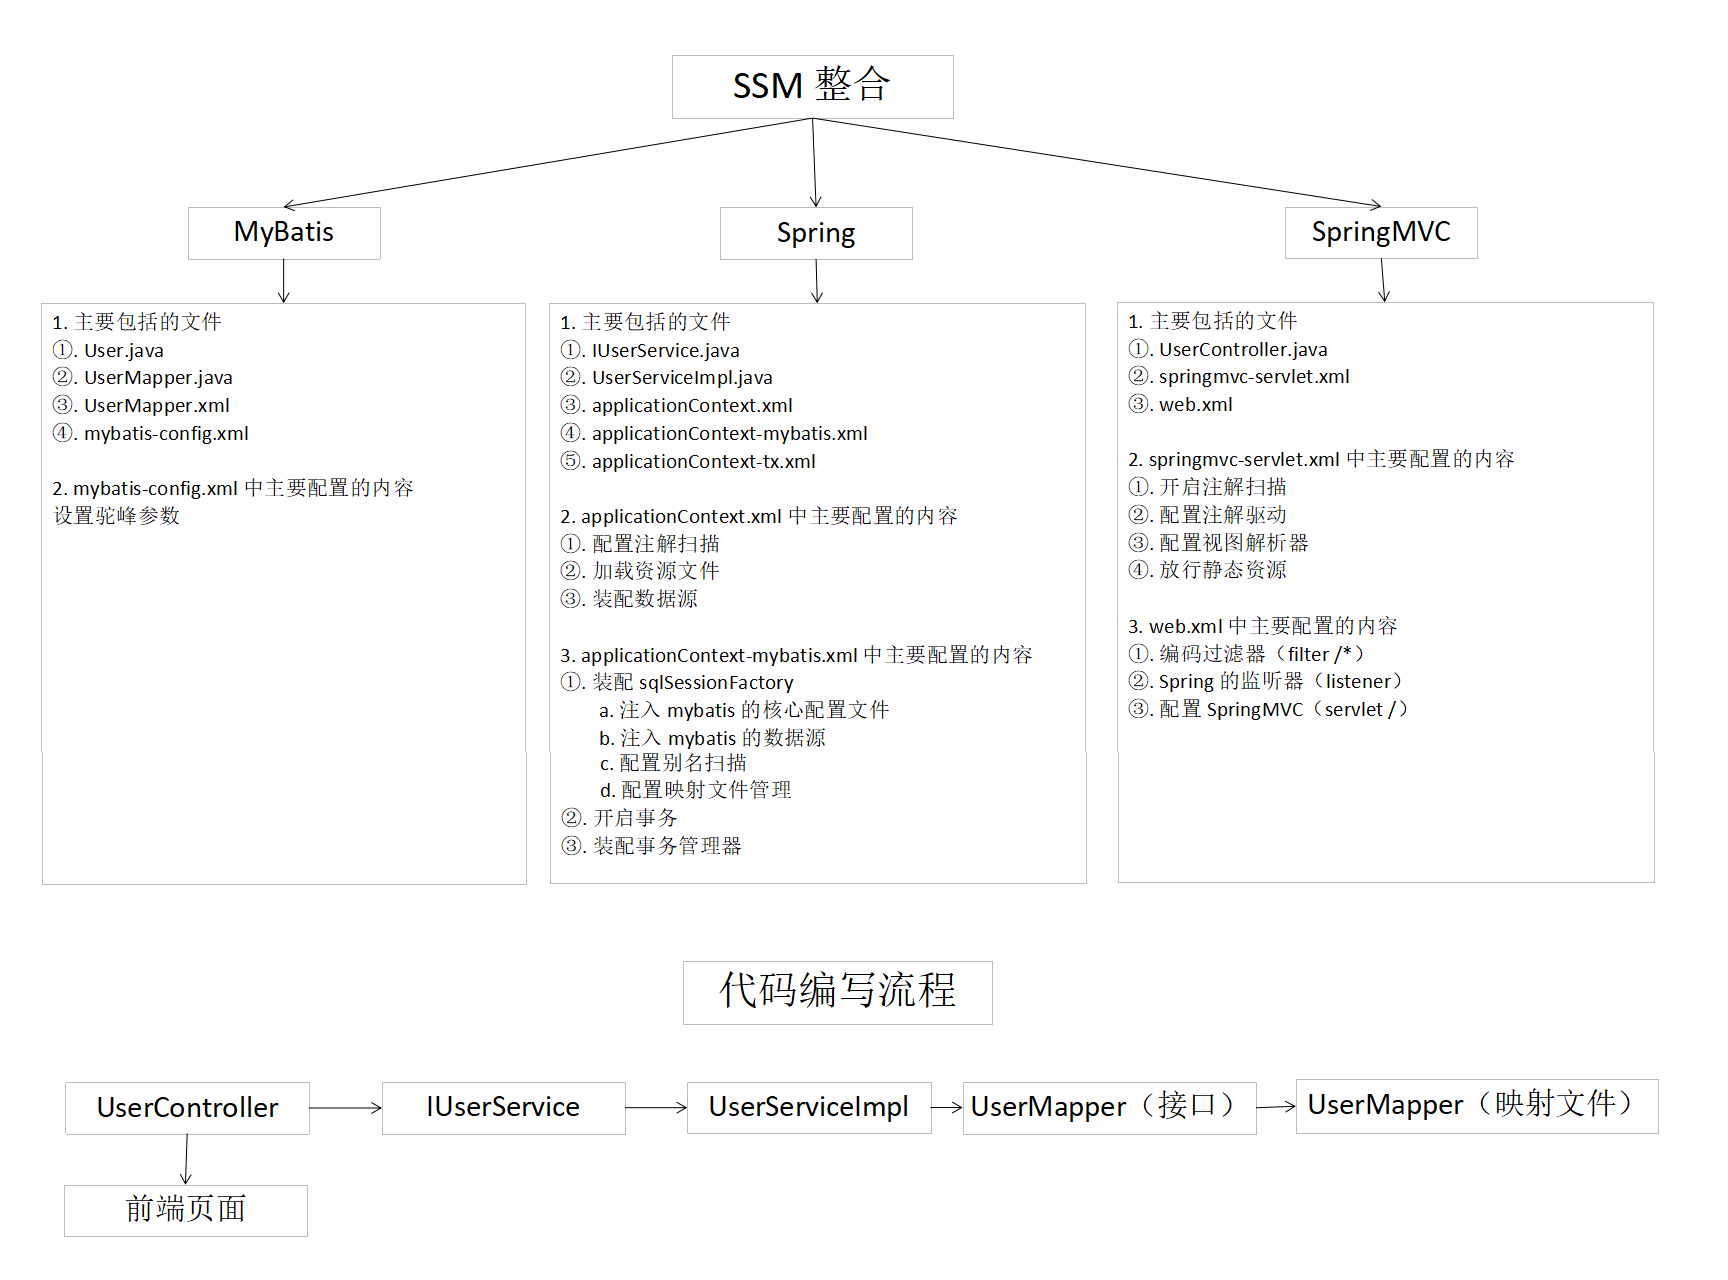 SSM 整合
MyBatis
Spring
SpringMVC
1. 主要包括的文件
①. User.java
②. UserMapper.java
③. UserMapper.xml
④. mybatis-config.xml
2. mybatis-config.xml 中主要配置的内容
设置驼峰参数
1. 主要包括的文件
①. IUserService.java
②. UserServiceImpl.java
③. applicationContext.xml
④. applicationContext-mybatis.xml
⑤. applicationContext-tx.xml
2. applicationContext.xml 中主要配置的内容
①. 配置注解扫描
②. 加载资源文件
③. 装配数据源
3. applicationContext-mybatis.xml 中主要配置的内容
①. 装配 sqlSessionFactory
a. 注入 mybatis 的核心配置文件
b. 注入 mybatis 的数据源
c. 配置别名扫描
d. 配置映射文件管理
②. 开启事务
③. 装配事务管理器
1. 主要包括的文件
①. UserController.java
②. springmvc-servlet.xml
③. web.xml
2. springmvc-servlet.xml 中主要配置的内容
①. 开启注解扫描
②. 配置注解驱动
③. 配置视图解析器
④. 放行静态资源
3. web.xml 中主要配置的内容
①. 编码过滤器（filter /*）
②. Spring 的监听器（listener）
③. 配置 SpringMVC（servlet /）
代码编写流程
UserController
IUserService
UserServiceImpl
UserMapper（接口）
UserMapper（映射文件）
前端页面